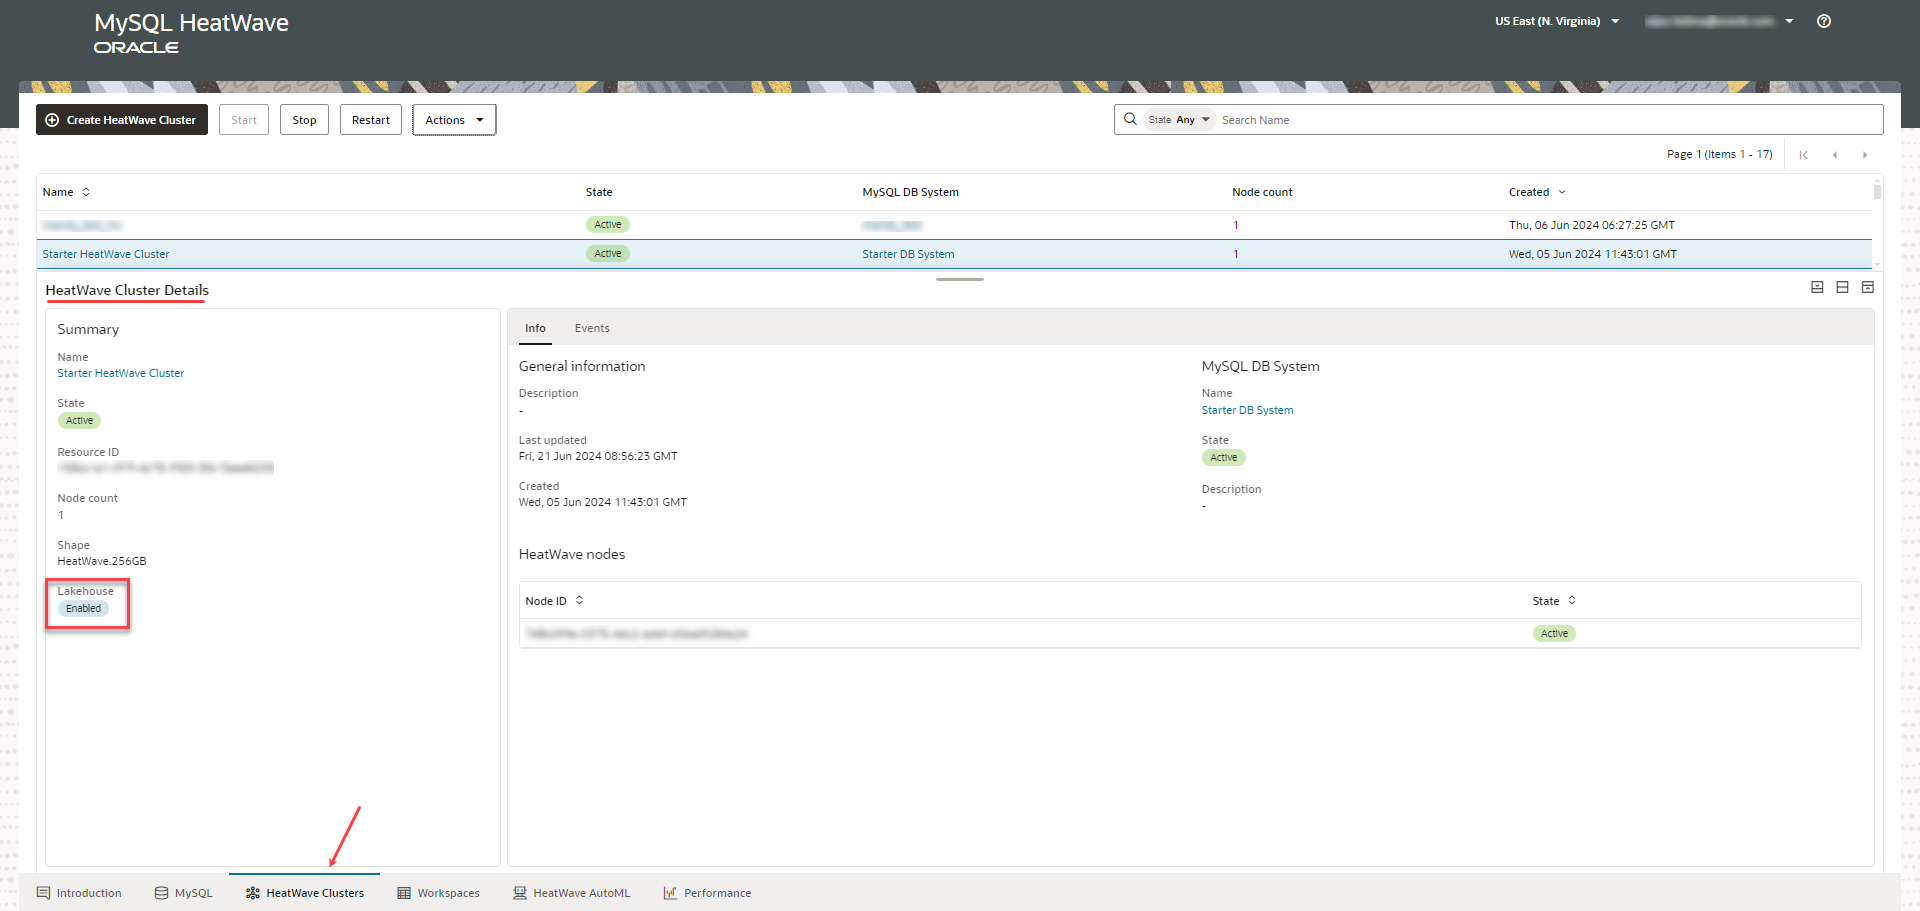 MySQL HeatWave
ORACLE
US East (N. Virginia)
Create HeatWave Cluster
Start
Stop
Restart
Actions
State Any
Search Name
Page 1 (Items 1 - 17)
Name
State
MySQL DB System
Node count
Created
Active
1
Thu, 06 Jun 2024 06:27:25 GMT
Starter HeatWave Cluster
Active
Starter DB System
1
Wed, 05 Jun 2024 11:43:01 GMT
HeatWave Cluster Details
Summary
Name
Starter HeatWave Cluster
State
Active
Resource ID
Node count
1
Shape
HeatWave.256GB
Lakehouse
Enabled
Info
Events
General information
Description
-
Last updated
Fri, 21 Jun 2024 08:56:23 GMT
Created
Wed, 05 Jun 2024 11:43:01 GMT
MySQL DB System
Name
Starter DB System
State
Active
Description
-
HeatWave nodes
Node ID
State
Active
Introduction
MySQL
HeatWave Clusters
Workspaces
HeatWave AutoML
Performance